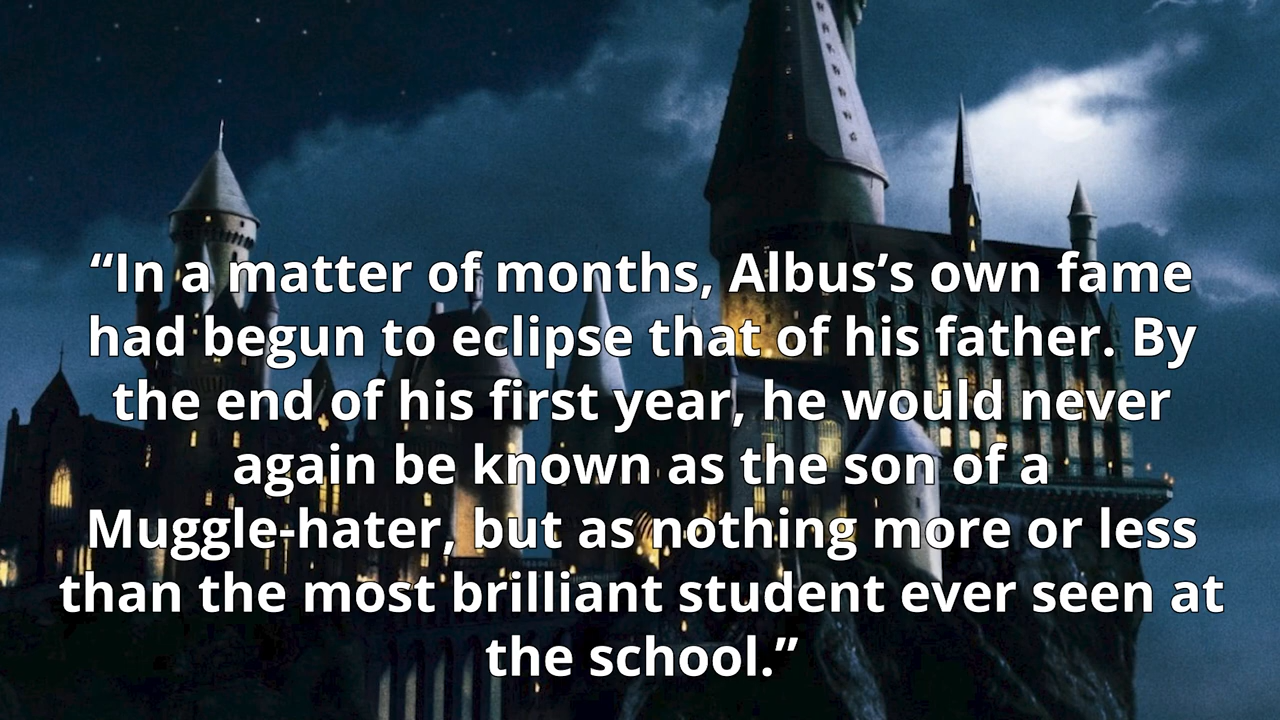 “In a matter of months, Albus’s own fame
had begun to eclipse that of his father. By
the end of his first year, he would never
again be known as the son of a
Muggle-hater, but as nothing more or less
than the most brilliant student ever seen at
the school.”